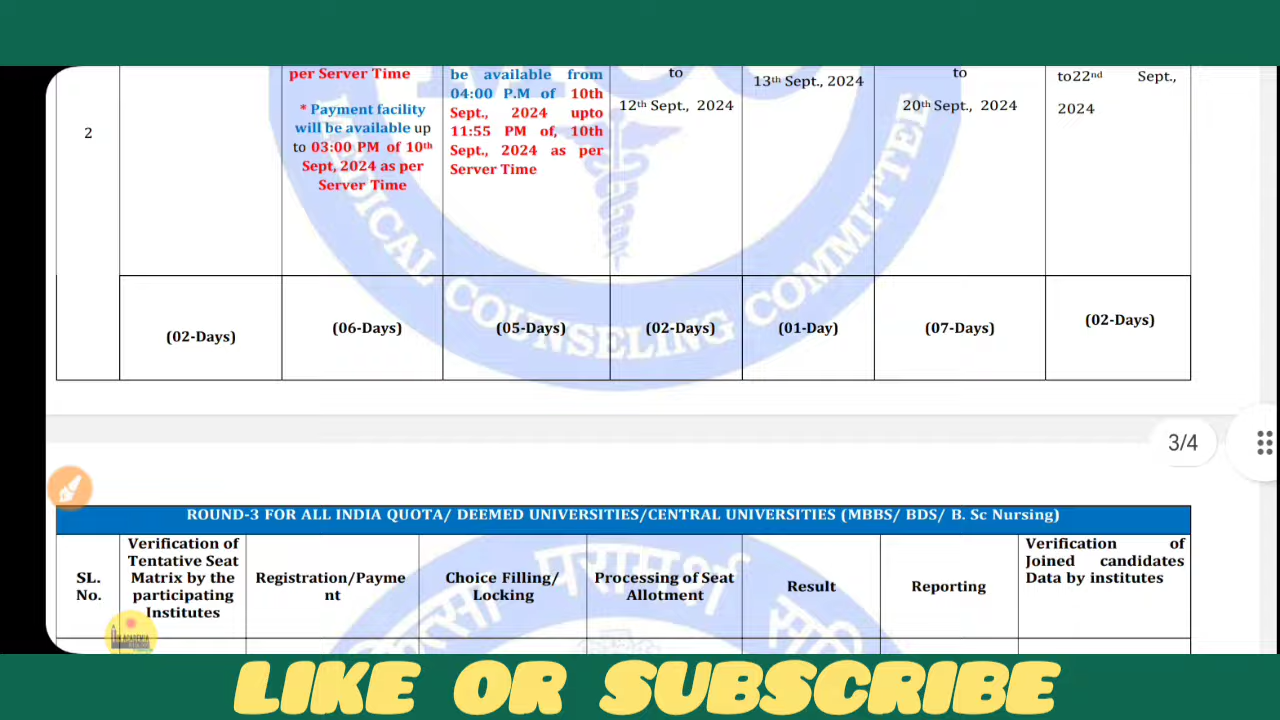 per Server Time
* Payment facility
will be available up
to 03:00 PM of 10th
Sept, 2024 as per
Server Time
be available from
04:00 P.M of 10th
Sept., 2024 upto
11:55 PM of, 10th
Sept., 2024 as per
Server Time
to
12th Sept., 2024
13th Sept., 2024
to
20th Sept., 2024
to22nd Sept.,
2024
2
(02-Days)
(06-Days)
(05-Days)
(02-Days)
(01-Day)
(07-Days)
(02-Days)
MEDICAL COUNSELING COMMITTEE
3/4
ROUND-3 FOR ALL INDIA QUOTA/ DEEMED UNIVERSITIES/CENTRAL UNIVERSITIES (MBBS/ BDS/ B. Sc Nursing)
SL.
No.
Verification of
Tentative Seat
Matrix by the
participating
Institutes
Registration/Payme
nt
Choice Filling/
Locking
Processing of Seat
Allotment
Result
Reporting
Verification of
Joined candidates
Data by institutes
परामर्श
LIKE OR SUBSCRIBE